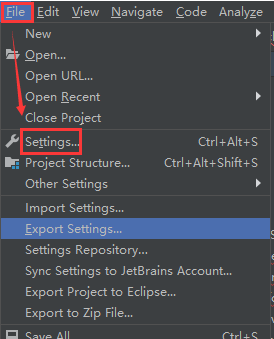 File Edit View Navigate Code Analyze
New
Open...
Open URL...
Open Recent
Close Project
Settings... Ctrl+Alt+S
Project Structure... Ctrl+Alt+Shift+S
Other Settings
Import Settings...
Export Settings...
Settings Repository...
Sync Settings to JetBrains Account...
Export Project to Eclipse...
Export to Zip File...
Save All Ctrl+S